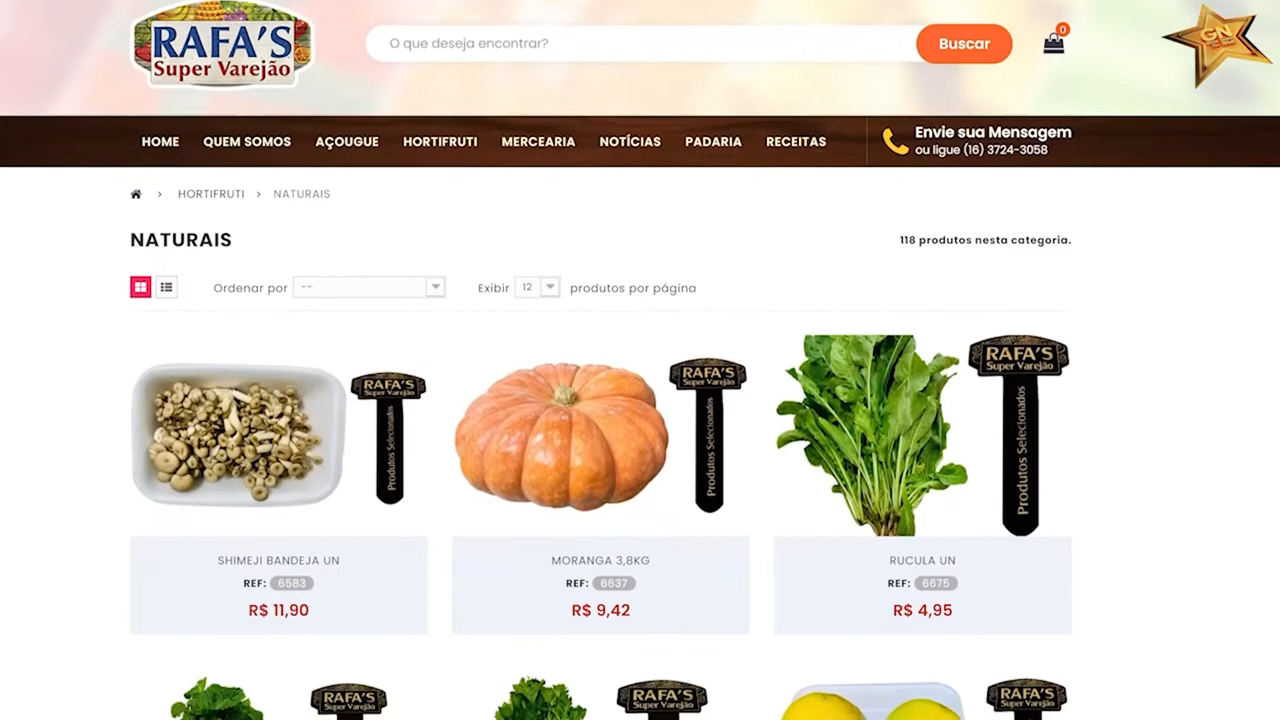 RAFA'S
Super Varejão
O que deseja encontrar?
Buscar
0
GN
HOME QUEM SOMOS AÇOUGUE HORTIFRUTI MERCEARIA NOTÍCIAS PADARIA RECEITAS
Envie sua Mensagem
ou ligue (16) 3724-3058
> HORTIFRUTI > NATURAIS
NATURAIS
118 produtos nesta categoria.
Ordenar por -- Exibir 12 produtos por página
RAFA'S
Super Varejão
Produtos Selecionados
RAFA'S
Super Varejão
Produtos Selecionados
RAFA'S
Super Varejão
Produtos Selecionados
SHIMEJI BANDEJA UN
REF: 6583
R$ 11,90
MORANGA 3,8KG
REF: 6637
R$ 9,42
RUCULA UN
REF: 6675
R$ 4,95
RAFA'S
Super Varejão
RAFA'S
Super Varejão
RAFA'S
Super Varejão